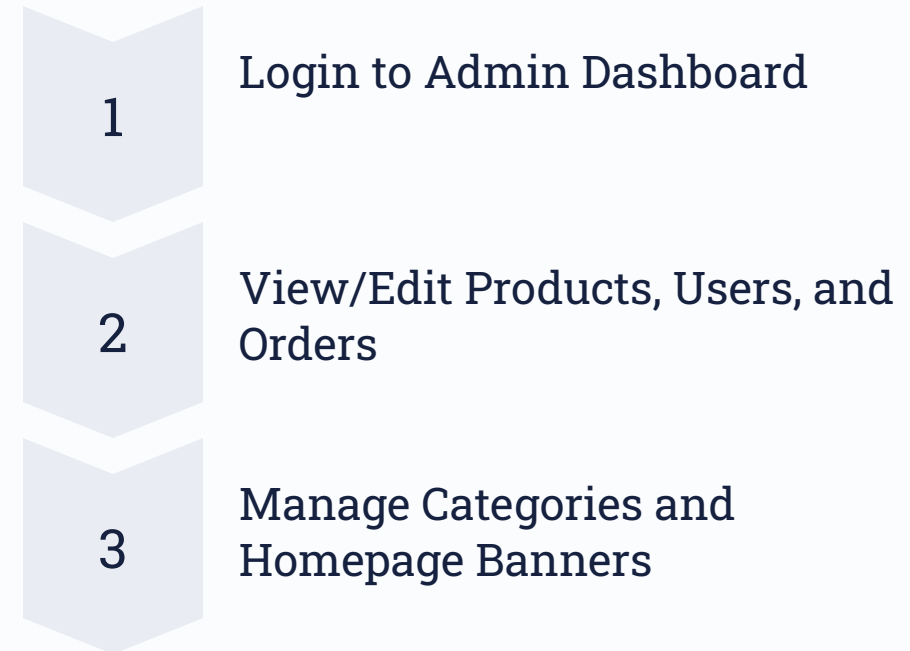 1
Login to Admin Dashboard
2
View/Edit Products, Users, and
Orders
3
Manage Categories and
Homepage Banners